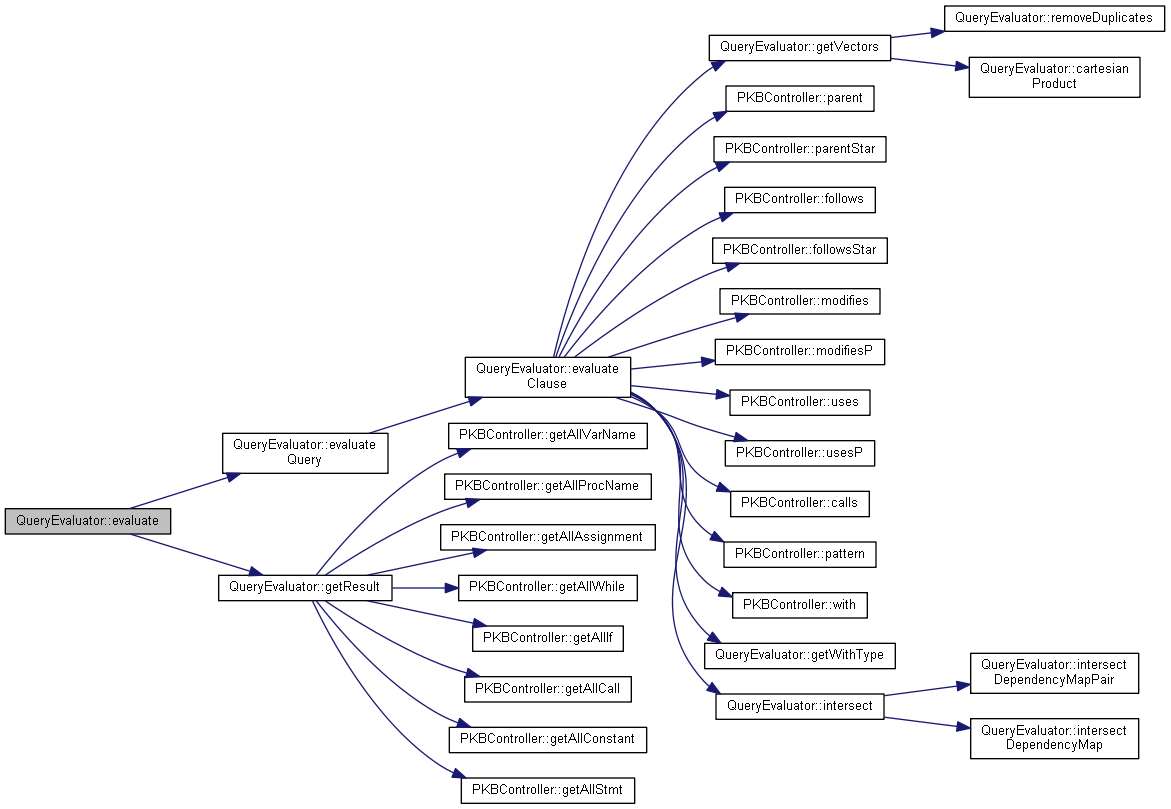 QueryEvaluator::evaluate
QueryEvaluator::evaluate
Query
QueryEvaluator::getResult
QueryEvaluator::evaluate
Clause
PKBController::getAllVarName
PKBController::getAllProcName
PKBController::getAllAssignment
PKBController::getAllWhile
PKBController::getAllIf
PKBController::getAllCall
PKBController::getAllConstant
PKBController::getAllStmt
QueryEvaluator::getVectors
PKBController::parent
PKBController::parentStar
PKBController::follows
PKBController::followsStar
PKBController::modifies
PKBController::modifiesP
PKBController::uses
PKBController::usesP
PKBController::calls
PKBController::pattern
PKBController::with
QueryEvaluator::getWithType
QueryEvaluator::intersect
QueryEvaluator::removeDuplicates
QueryEvaluator::cartesian
Product
QueryEvaluator::intersect
DependencyMapPair
QueryEvaluator::intersect
DependencyMap